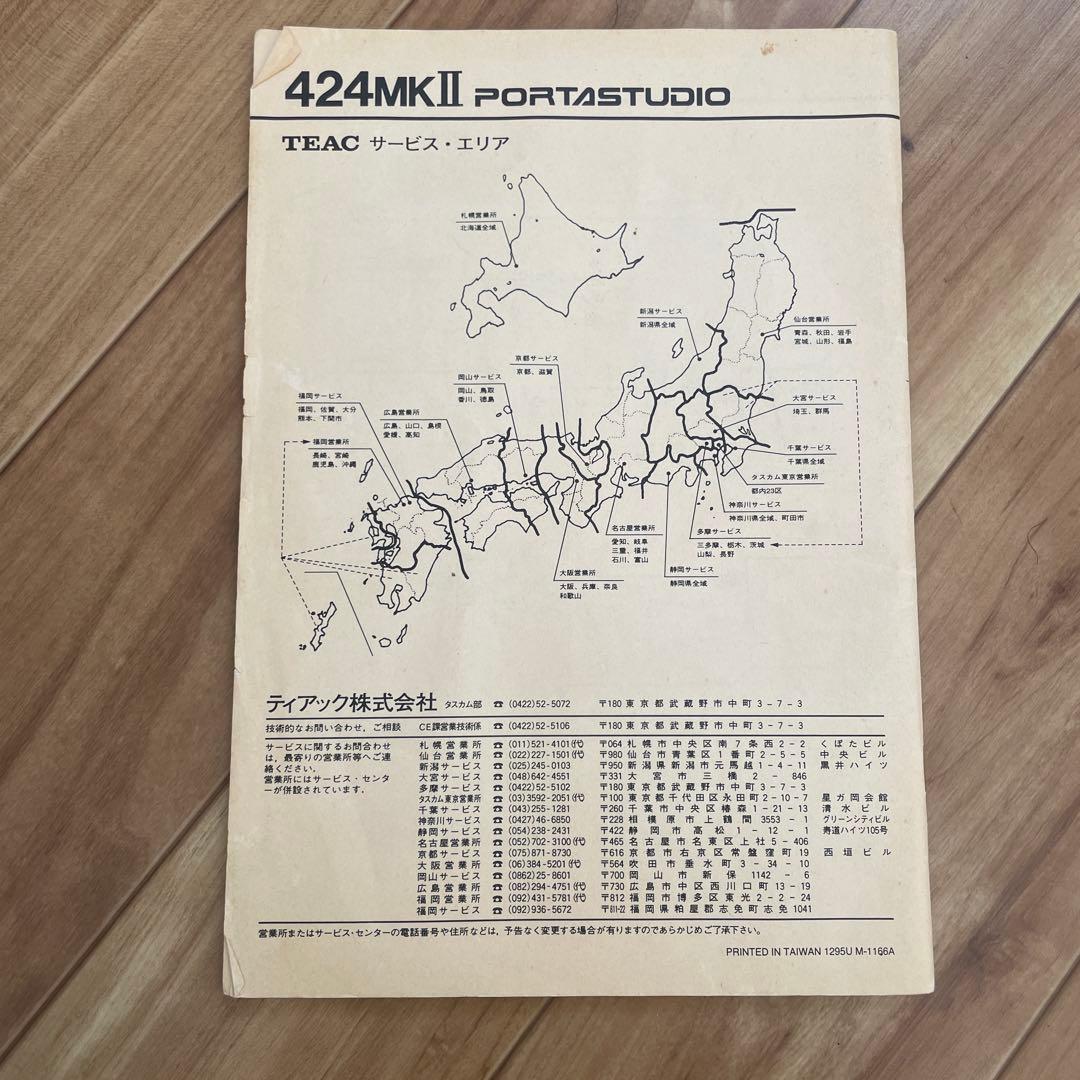 424MKⅡ PORTASTUDIO
TEAC サービス・エリア
札幌営業所
北海道全域
新潟サービス
新潟県全域
仙台営業所
青森、秋田、岩手
宮城、山形、福島
京都サービス
京都、滋賀
岡山サービス
岡山、鳥取
香川、徳島
福岡サービス
福岡、佐賀、大分
熊本、下関市
広島営業所
広島、山口、島根
愛媛、高知
大宮サービス
埼玉、群馬
福岡営業所
長崎、宮崎
鹿児島、沖縄
千葉サービス
千葉県全域
タスカム東京営業所
都内23区
神奈川サービス
神奈川県全域、町田市
名古屋営業所
愛知、岐阜
三重、福井
石川、富山
多摩サービス
三多摩、栃木、茨城
山梨、長野
大阪営業所
大阪、兵庫、奈良
和歌山
静岡サービス
静岡県全域
ティアック株式会社 タスカム部 ☎ (0422)52-5072 〒180 東京都武蔵野市中町3-7-3
技術的なお問い合わせ、ご相談 CE課営業技術係 ☎ (0422)52-5106 〒180 東京都武蔵野市中町3-7-3
サービスに関するお問合わせ
は、最寄りの営業所等へご連
絡ください。
営業所にはサービス・センタ
ーが併設されています。
札幌営業所 ☎ (011)521-4101(代) 〒064 札幌市中央区南7条西2-2 くぼたビル
仙台営業所 ☎ (022)227-1501(代) 〒980 仙台市青葉区1番町2-5-5 中央ビル
新潟サービス ☎ (025)245-0103 〒950 新潟県新潟市元馬越1-4-11 黒井ハイツ
大宮サービス ☎ (048)642-4551 〒331 大宮市三橋2-846
多摩サービス ☎ (0422)52-5102 〒180 東京都武蔵野市中町3-7-3
タスカム東京営業所 ☎ (03)3592-2051(代) 〒100 東京都千代田区永田町2-10-7 星ガ岡会館
千葉サービス ☎ (043)255-1281 〒260 千葉市中央区椿森1-21-13 清水ビル
神奈川サービス ☎ (0427)46-6850 〒228 相模原市上鶴間3553-1 グリーンシティビル
静岡サービス ☎ (054)238-2431 〒422 静岡市高松1-12-1 寿道ハイツ105号
名古屋営業所 ☎ (052)702-3100(代) 〒465 名古屋市名東区上社5-406
京都サービス ☎ (075)871-8730 〒616 京都市右京区常盤窪町19 西垣ビル
大阪営業所 ☎ (06)384-5201(代) 〒564 吹田市垂水町3-34-10
岡山サービス ☎ (0862)25-8601 〒700 岡山市新保1142-6
広島営業所 ☎ (082)294-4751(代) 〒730 広島市中区西川口町13-19
福岡営業所 ☎ (092)431-5781(代) 〒812 福岡市博多区東光2-2-24
福岡サービス ☎ (092)936-5672 〒811-22 福岡県粕屋郡志免町志免1041
営業所またはサービス・センターの電話番号や住所などは、予告なく変更する場合が有りますのであらかじめご了承下さい。
PRINTED IN TAIWAN 1295U M-1166A